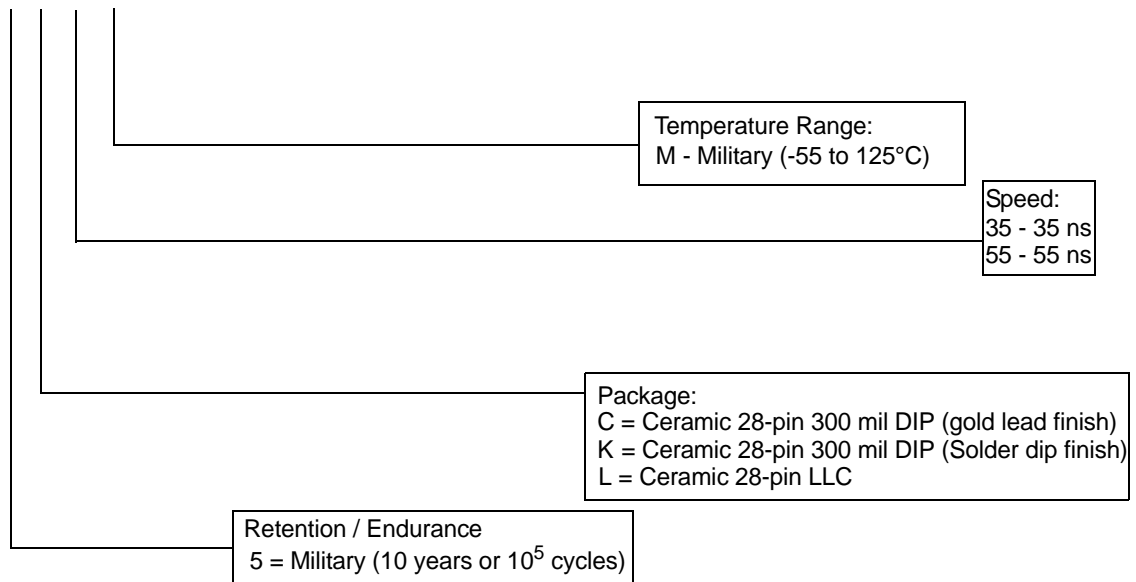 Temperature Range:
M - Military (-55 to 125°C)
Speed:
35 - 35 ns
55 - 55 ns
Package:
C = Ceramic 28-pin 300 mil DIP (gold lead finish)
K = Ceramic 28-pin 300 mil DIP (Solder dip finish)
L = Ceramic 28-pin LLC
Retention / Endurance
5 = Military (10 years or 10⁵ cycles)